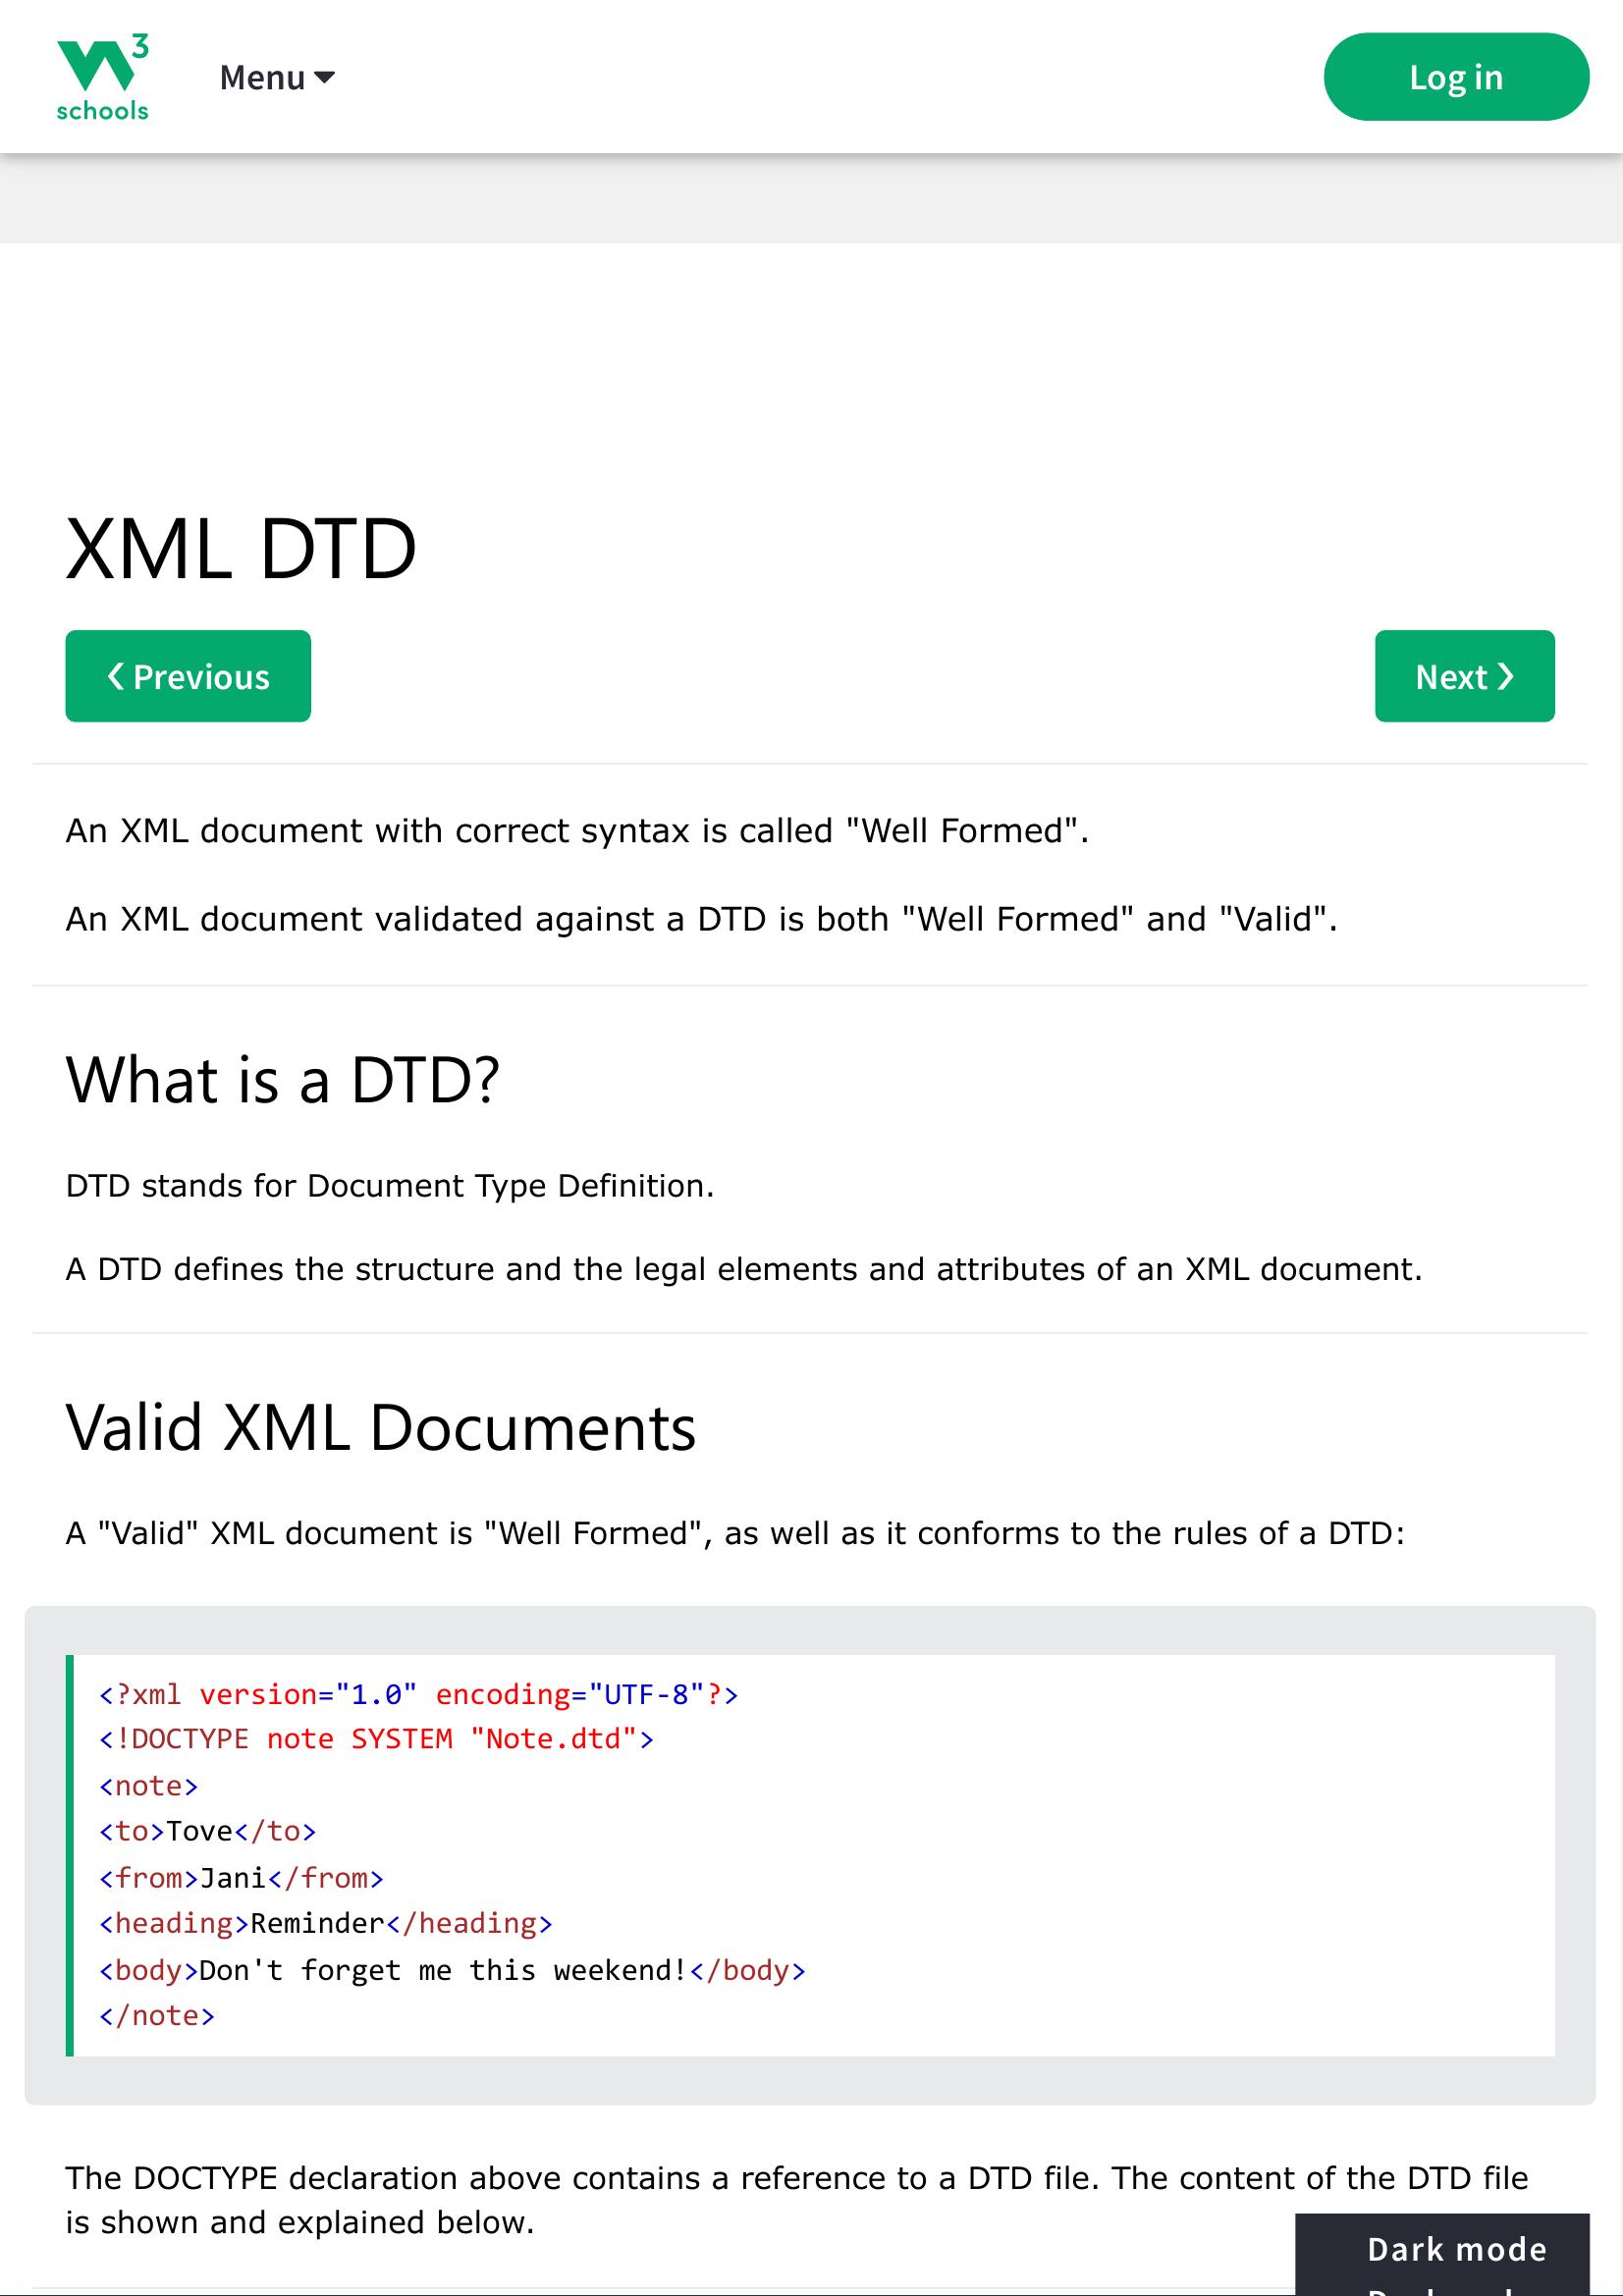 W3
schools
Menu
Log in
XML DTD
❮ Previous
Next ❯
An XML document with correct syntax is called "Well Formed".
An XML document validated against a DTD is both "Well Formed" and "Valid".
What is a DTD?
DTD stands for Document Type Definition.
A DTD defines the structure and the legal elements and attributes of an XML document.
Valid XML Documents
A "Valid" XML document is "Well Formed", as well as it conforms to the rules of a DTD:
<?xml version="1.0" encoding="UTF-8"?>
<!DOCTYPE note SYSTEM "Note.dtd">
<note>
<to>Tove</to>
<from>Jani</from>
<heading>Reminder</heading>
<body>Don't forget me this weekend!</body>
</note>
The DOCTYPE declaration above contains a reference to a DTD file. The content of the DTD file
is shown and explained below.
Dark mode